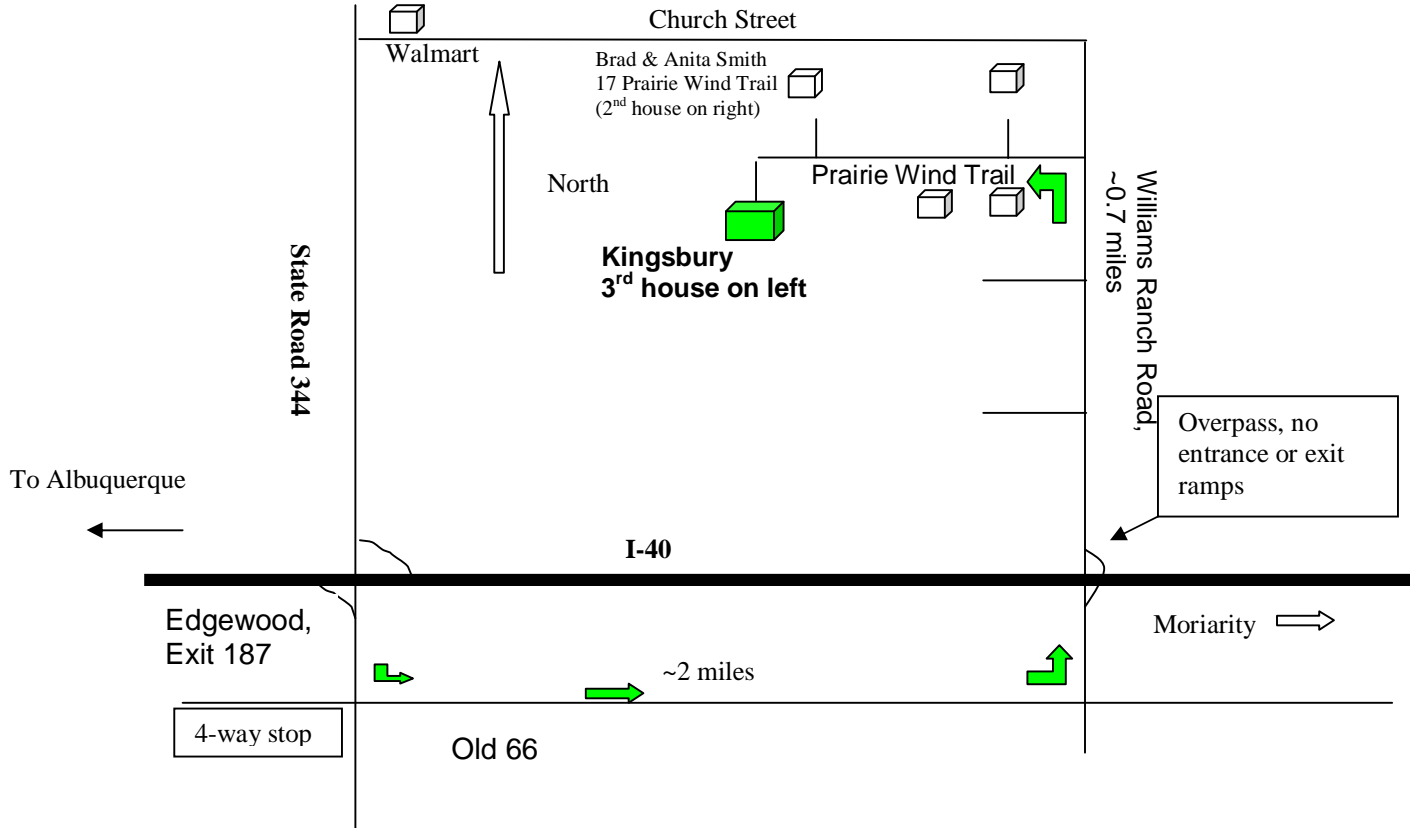 Church Street
Walmart
Brad & Anita Smith
17 Prairie Wind Trail
(2nd house on right)
North
Prairie Wind Trail
Kingsbury
3rd house on left
State Road 344
Williams Ranch Road,
~0.7 miles
Overpass, no
entrance or exit
ramps
To Albuquerque
I-40
Edgewood,
Exit 187
Moriarity
~2 miles
4-way stop
Old 66